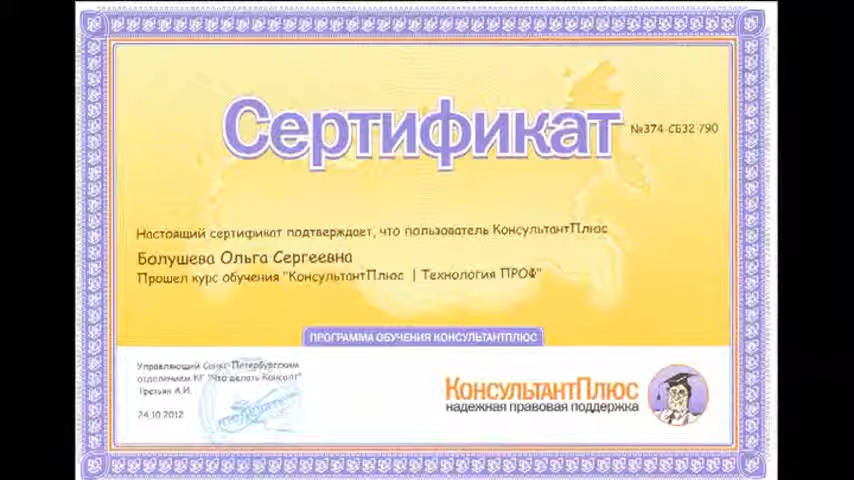 Сертификат
№374-СБ32 790
Настоящий сертификат подтверждает, что пользователь КонсультантПлюс
Болушева Ольга Сергеевна
Прошел курс обучения "КонсультантПлюс | Технология ПРОФ"
ПРОГРАММА ОБУЧЕНИЯ КОНСУЛЬТАНТПЛЮС
Управляющий Санкт-Петербургским
отделением КГ "Что делать Консалт"
Третьяк А.И.
24.10.2012
КонсультантПлюс
надежная правовая поддержка